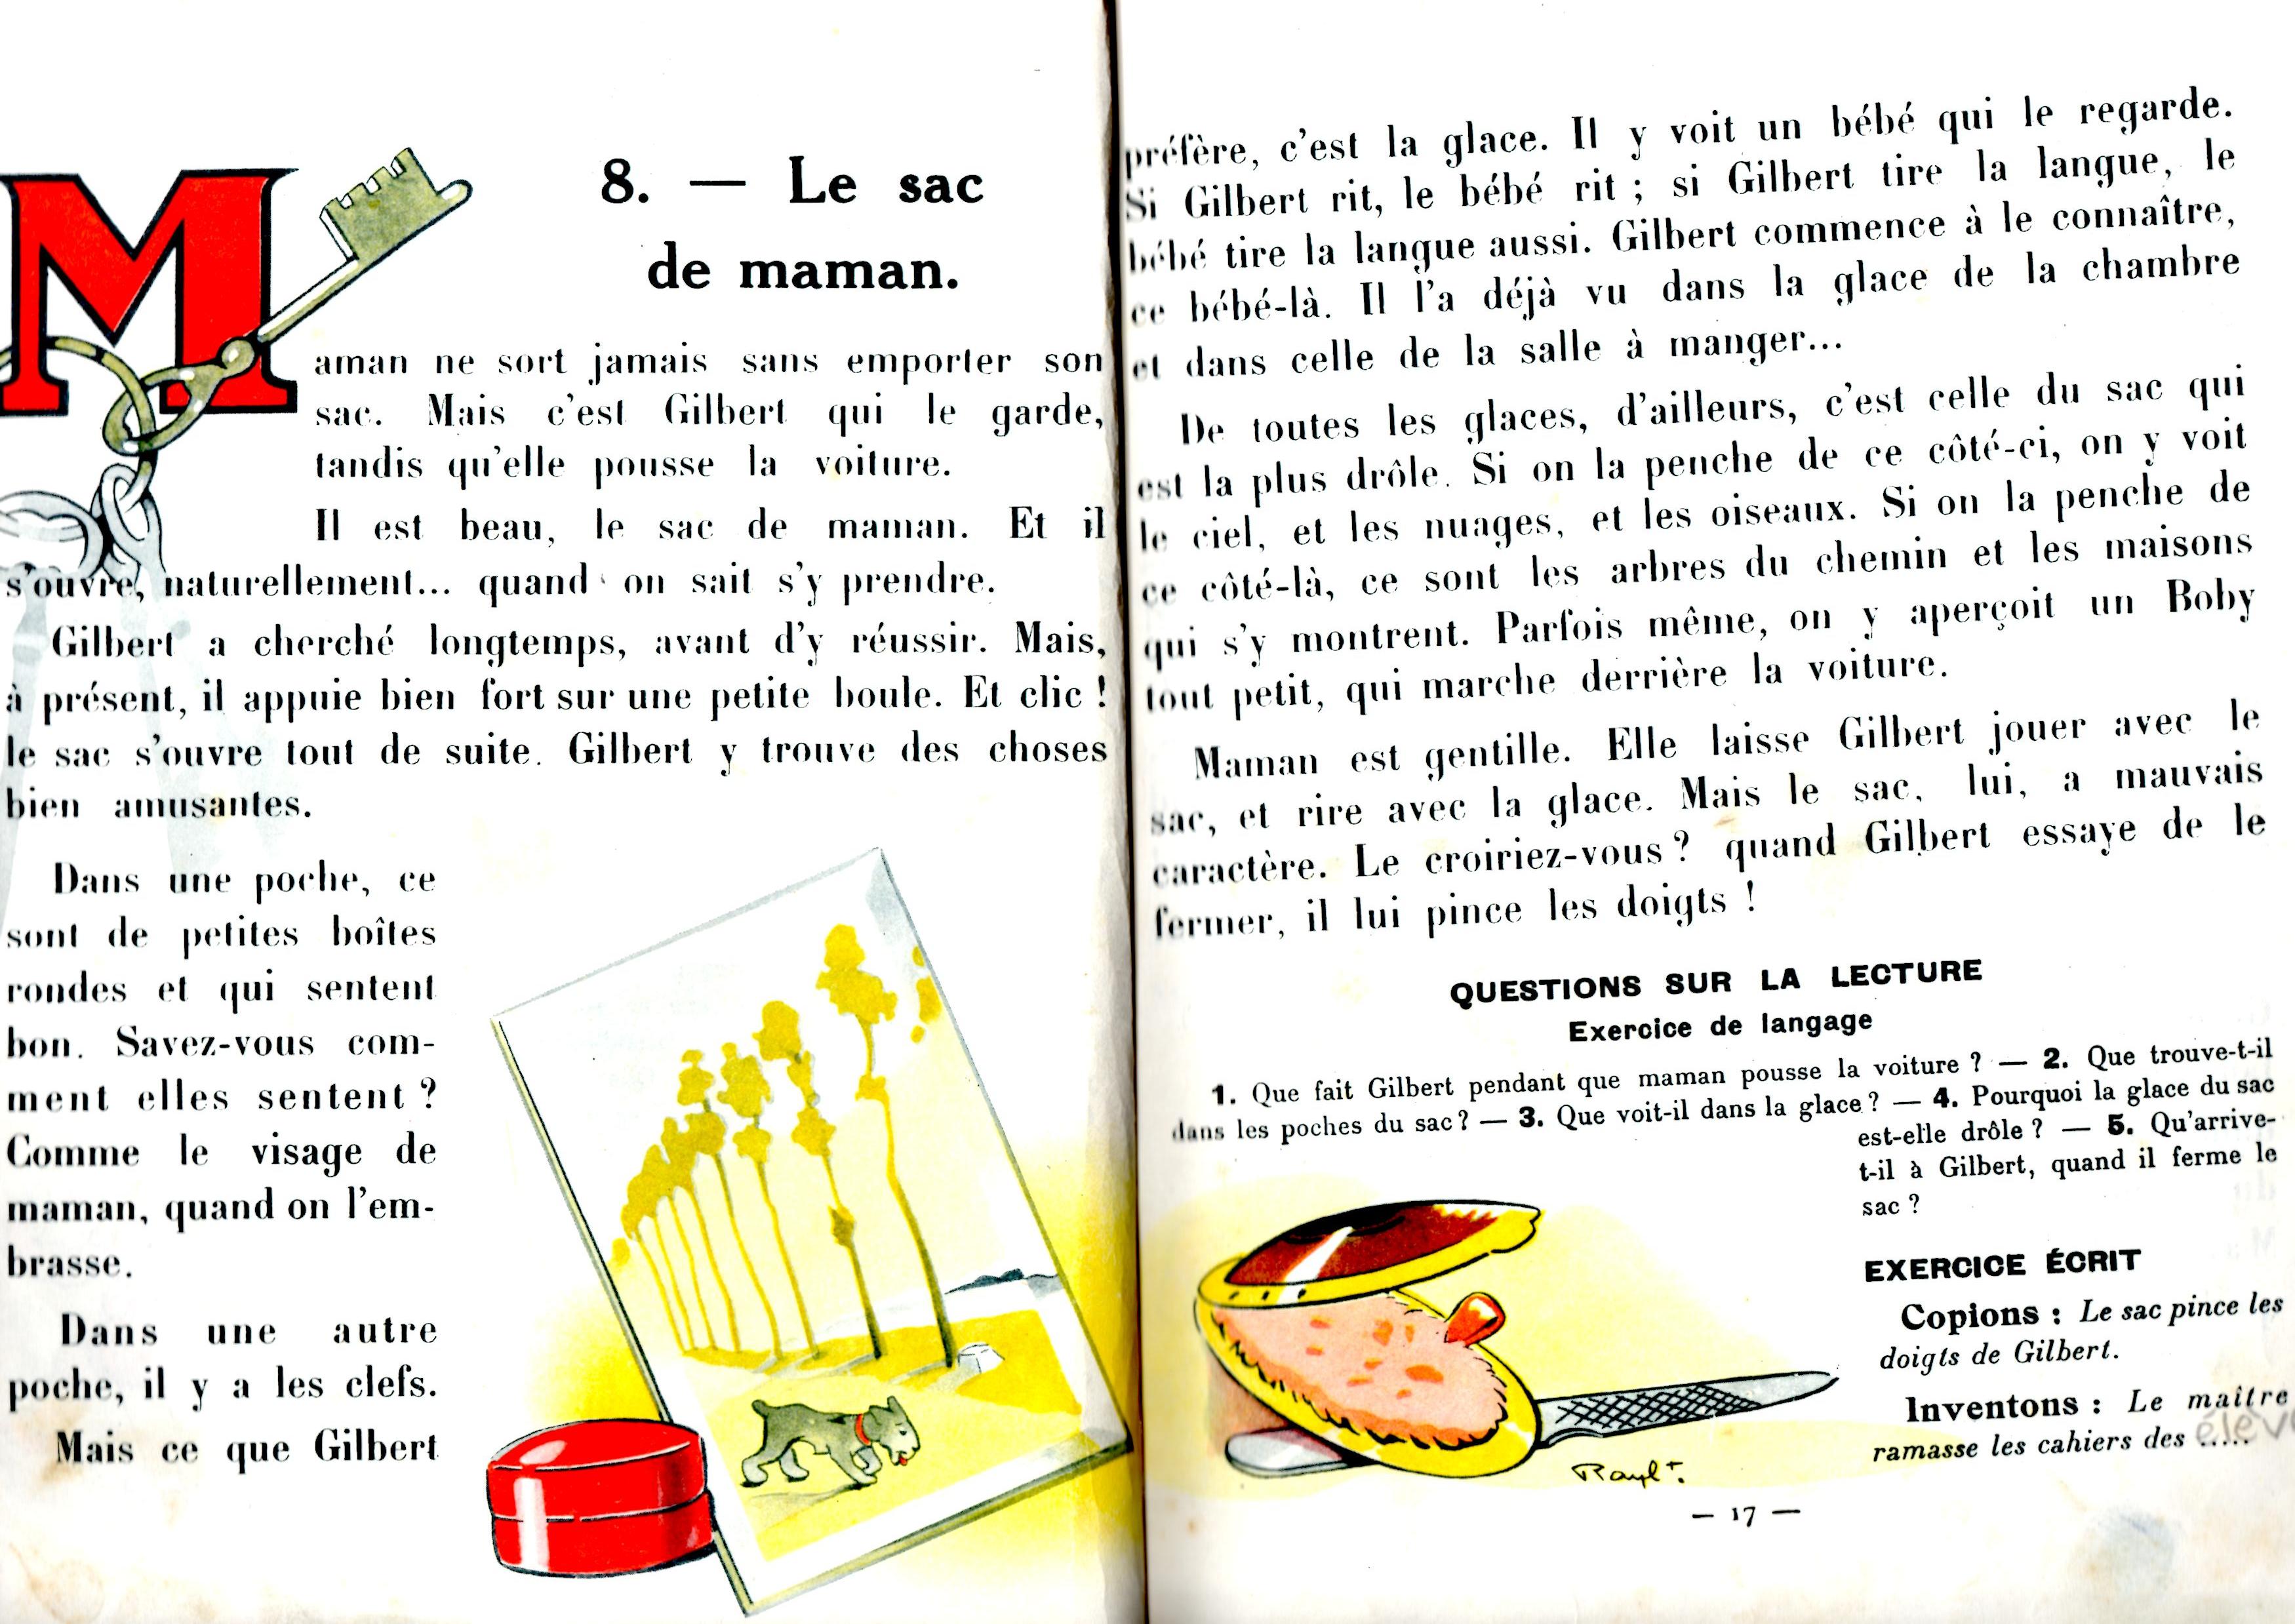 8. — Le sac
de maman.
Maman ne sort jamais sans emporter son
sac. Mais c'est Gilbert qui le garde,
tandis qu'elle pousse la voiture.
Il est beau, le sac de maman. Et il
s'ouvre, naturellement... quand on sait s'y prendre.
Gilbert a cherché longtemps, avant d'y réussir. Mais,
à présent, il appuie bien fort sur une petite boule. Et clic !
le sac s'ouvre tout de suite. Gilbert y trouve des choses
bien amusantes.
Dans une poche, ce
sont de petites boîtes
rondes et qui sentent
bon. Savez-vous com-
ment elles sentent ?
Comme le visage de
maman, quand on l'em-
brasse.
Dans une autre
poche, il y a les clefs.
Mais ce que Gilbert
préfère, c'est la glace. Il y voit un bébé qui le regarde.
Si Gilbert rit, le bébé rit ; si Gilbert tire la langue, le
bébé tire la langue aussi. Gilbert commence à le connaître,
ce bébé-là. Il l'a déjà vu dans la glace de la chambre
et dans celle de la salle à manger...
De toutes les glaces, d'ailleurs, c'est celle du sac qui
est la plus drôle. Si on la penche de ce côté-ci, on y voit
le ciel, et les nuages, et les oiseaux. Si on la penche de
ce côté-là, ce sont les arbres du chemin et les maisons
qui s'y montrent. Parfois même, on y aperçoit un Boby
tout petit, qui marche derrière la voiture.
Maman est gentille. Elle laisse Gilbert jouer avec le
sac, et rire avec la glace. Mais le sac, lui, a mauvais
caractère. Le croiriez-vous ? quand Gilbert essaye de le
fermer, il lui pince les doigts !
QUESTIONS SUR LA LECTURE
Exercice de langage
1. Que fait Gilbert pendant que maman pousse la voiture ? — 2. Que trouve-t-il
dans les poches du sac ? — 3. Que voit-il dans la glace ? — 4. Pourquoi la glace du sac
est-elle drôle ? — 5. Qu'arrive-
t-il à Gilbert, quand il ferme le
sac ?
EXERCICE ÉCRIT
Copions : Le sac pince les
doigts de Gilbert.
Inventons : Le maître
ramasse les cahiers des .....
Rayl t.
— 17 —